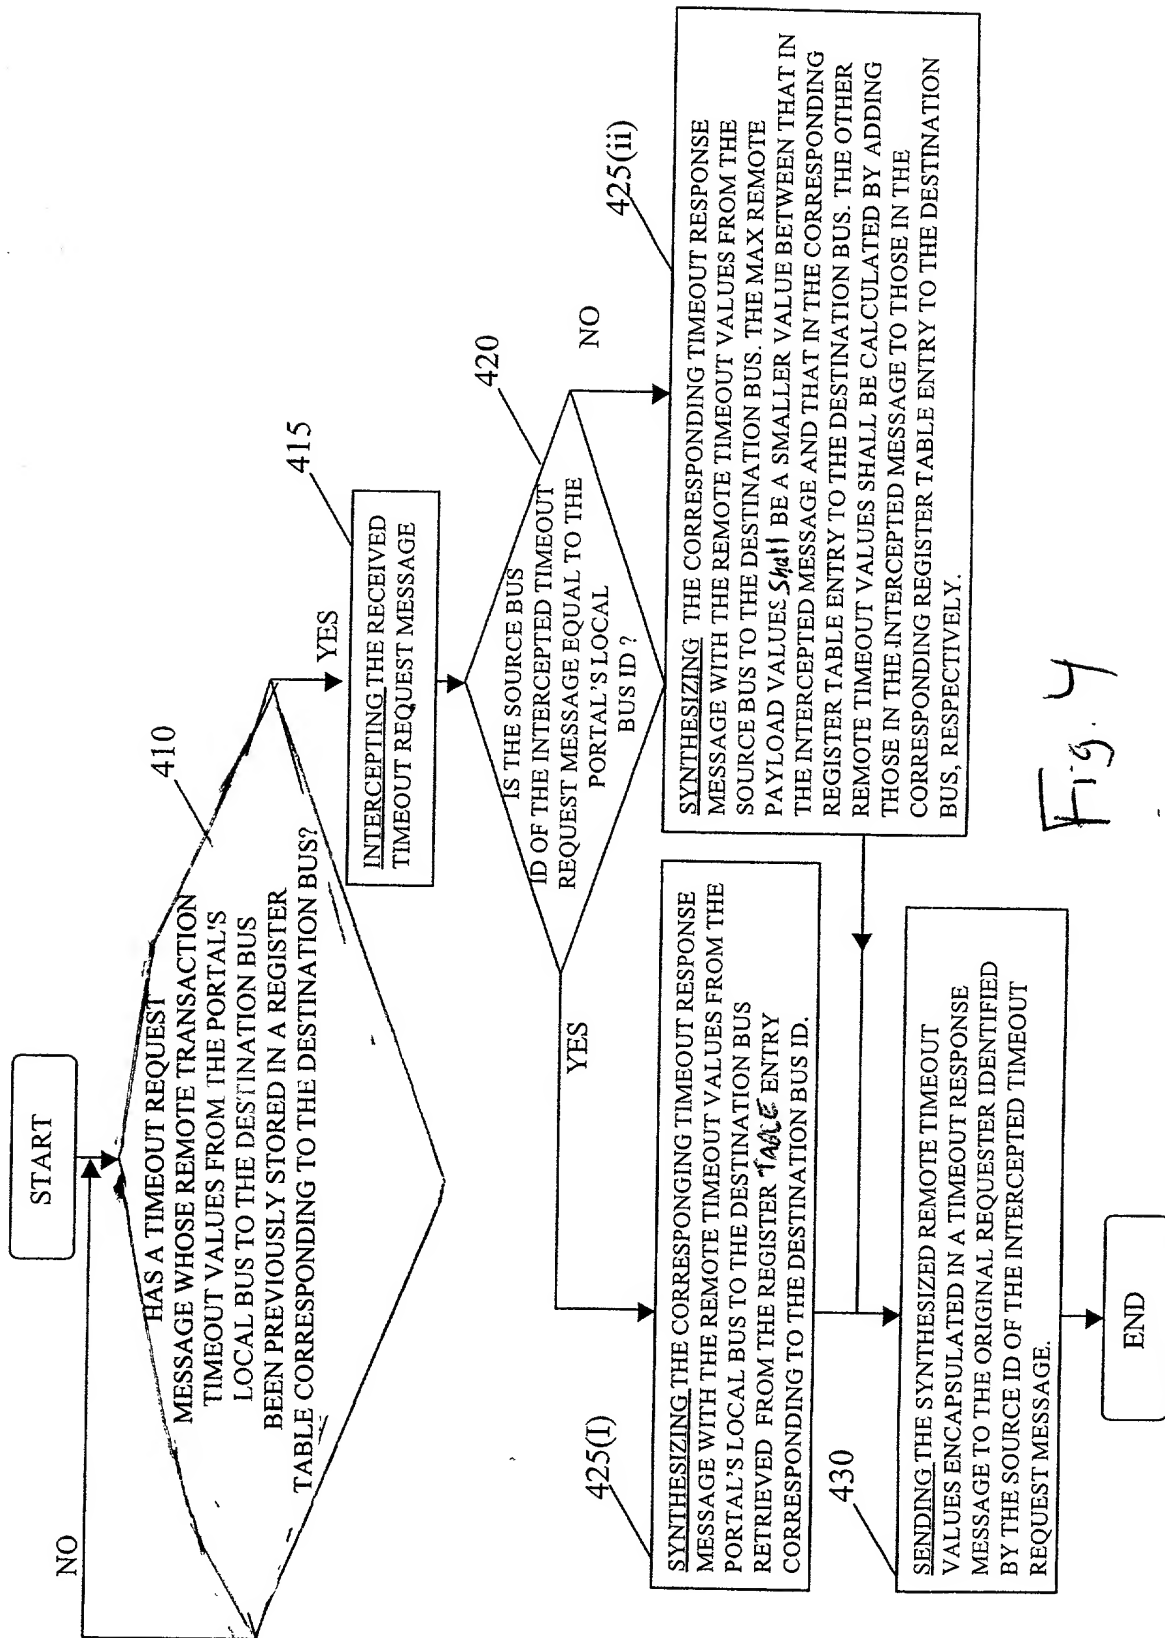 START
NO
410
HAS A TIMEOUT REQUEST
MESSAGE WHOSE REMOTE TRANSACTION
TIMEOUT VALUES FROM THE PORTAL'S
LOCAL BUS TO THE DESTINATION BUS
BEEN PREVIOUSLY STORED IN A REGISTER
TABLE CORRESPONDING TO THE DESTINATION BUS?
YES
415
INTERCEPTING THE RECEIVED
TIMEOUT REQUEST MESSAGE
420
IS THE SOURCE BUS
ID OF THE INTERCEPTED TIMEOUT
REQUEST MESSAGE EQUAL TO THE
PORTAL'S LOCAL
BUS ID ?
YES
NO
425(I)
SYNTHESIZING THE CORRESPONGING TIMEOUT RESPONSE
MESSAGE WITH THE REMOTE TIMEOUT VALUES FROM THE
PORTAL'S LOCAL BUS TO THE DESTINATION BUS
RETRIEVED FROM THE REGISTER TABLE ENTRY
CORRESPONDING TO THE DESTINATION BUS ID.
425(ii)
SYNTHESIZING THE CORRESPONDING TIMEOUT RESPONSE
MESSAGE WITH THE REMOTE TIMEOUT VALUES FROM THE
SOURCE BUS TO THE DESTINATION BUS. THE MAX REMOTE
PAYLOAD VALUES Shall BE A SMALLER VALUE BETWEEN THAT IN
THE INTERCEPTED MESSAGE AND THAT IN THE CORRESPONDING
REGISTER TABLE ENTRY TO THE DESTINATION BUS. THE OTHER
REMOTE TIMEOUT VALUES SHALL BE CALCULATED BY ADDING
THOSE IN THE INTERCEPTED MESSAGE TO THOSE IN THE
CORRESPONDING REGISTER TABLE ENTRY TO THE DESTINATION
BUS, RESPECTIVELY.
430
SENDING THE SYNTHESIZED REMOTE TIMEOUT
VALUES ENCAPSULATED IN A TIMEOUT RESPONSE
MESSAGE TO THE ORIGINAL REQUESTER IDENTIFIED
BY THE SOURCE ID OF THE INTERCEPTED TIMEOUT
REQUEST MESSAGE.
END
Fig. 4